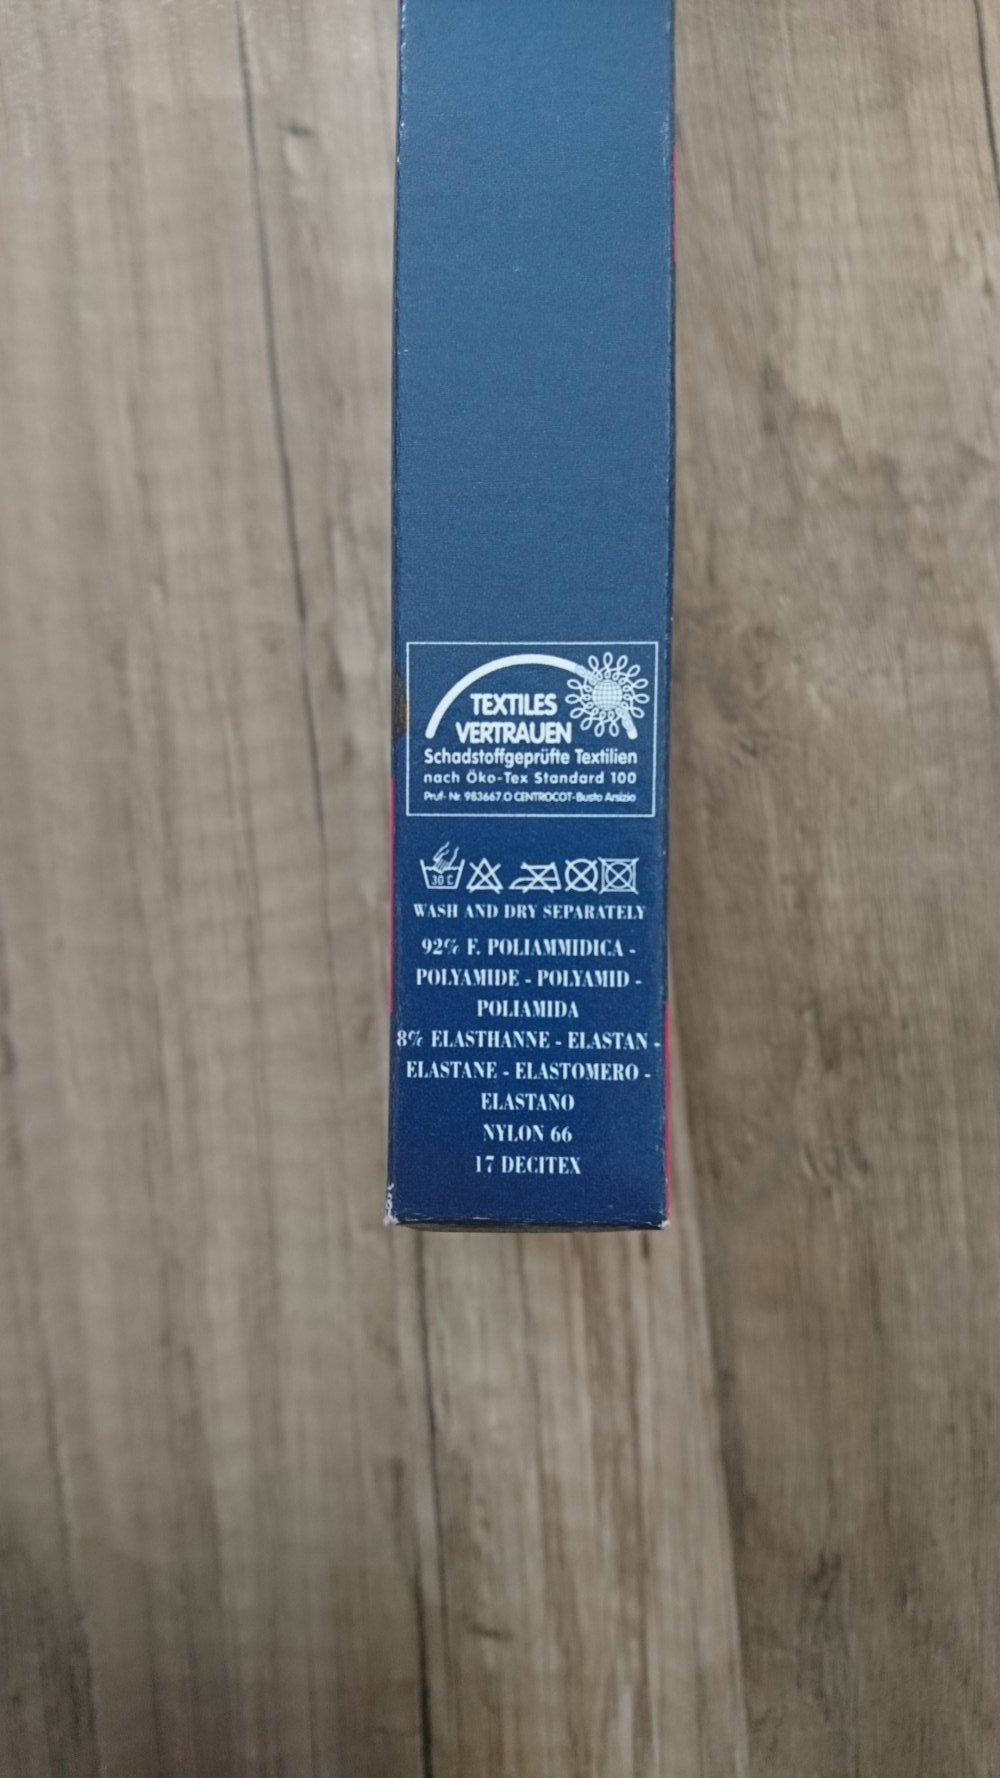 TEXTILES
VERTRAUEN
Schadstoffgeprüfte Textilien
nach Öko-Tex Standard 100
Pruf- Nr. 983667.0 CENTROCOT-Busto Arsizio
30 C
WASH AND DRY SEPARATELY
92% F. POLIAMMIDICA -
POLYAMIDE - POLYAMID -
POLIAMIDA
8% ELASTHANNE - ELASTAN -
ELASTANE - ELASTOMERO -
ELASTANO
NYLON 66
17 DECITEX